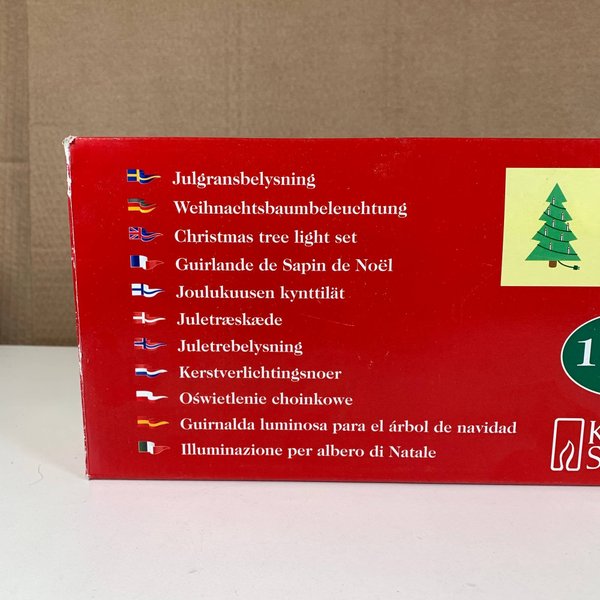 Julgransbelysning
Weihnachtsbaumbeleuchtung
Christmas tree light set
Guirlande de Sapin de Noël
Joulukuusen kynttilät
Juletræskæde
Juletrebelysning
Kerstverlichtingsnoer
Oświetlenie choinkowe
Guirnalda luminosa para el árbol de navidad
Illuminazione per albero di Natale
1
K
S